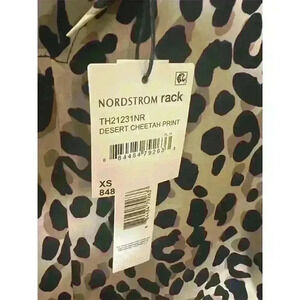 NORDSTROM rack
TH21231NR
DESERT CHEETAH PRINT
XS
848